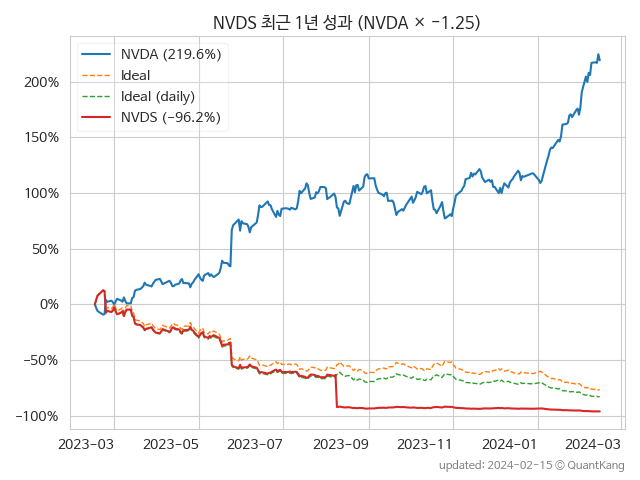 NVDS 최근 1년 성과 (NVDA × −1.25)
NVDA (219.6%)
Ideal
Ideal (daily)
NVDS (−96.2%)
200%
150%
100%
50%
0%
−50%
−100%
2023-03 2023-05 2023-07 2023-09 2023-11 2024-01 2024-03
updated: 2024-02-15 © QuantKang